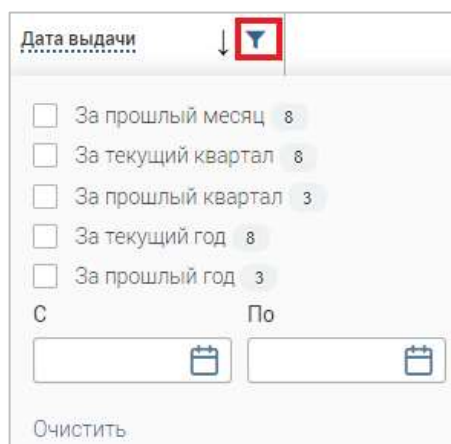 Дата выдачи ↓
За прошлый месяц 8
За текущий квартал 8
За прошлый квартал 3
За текущий год 8
За прошлый год 3
С По
Очистить